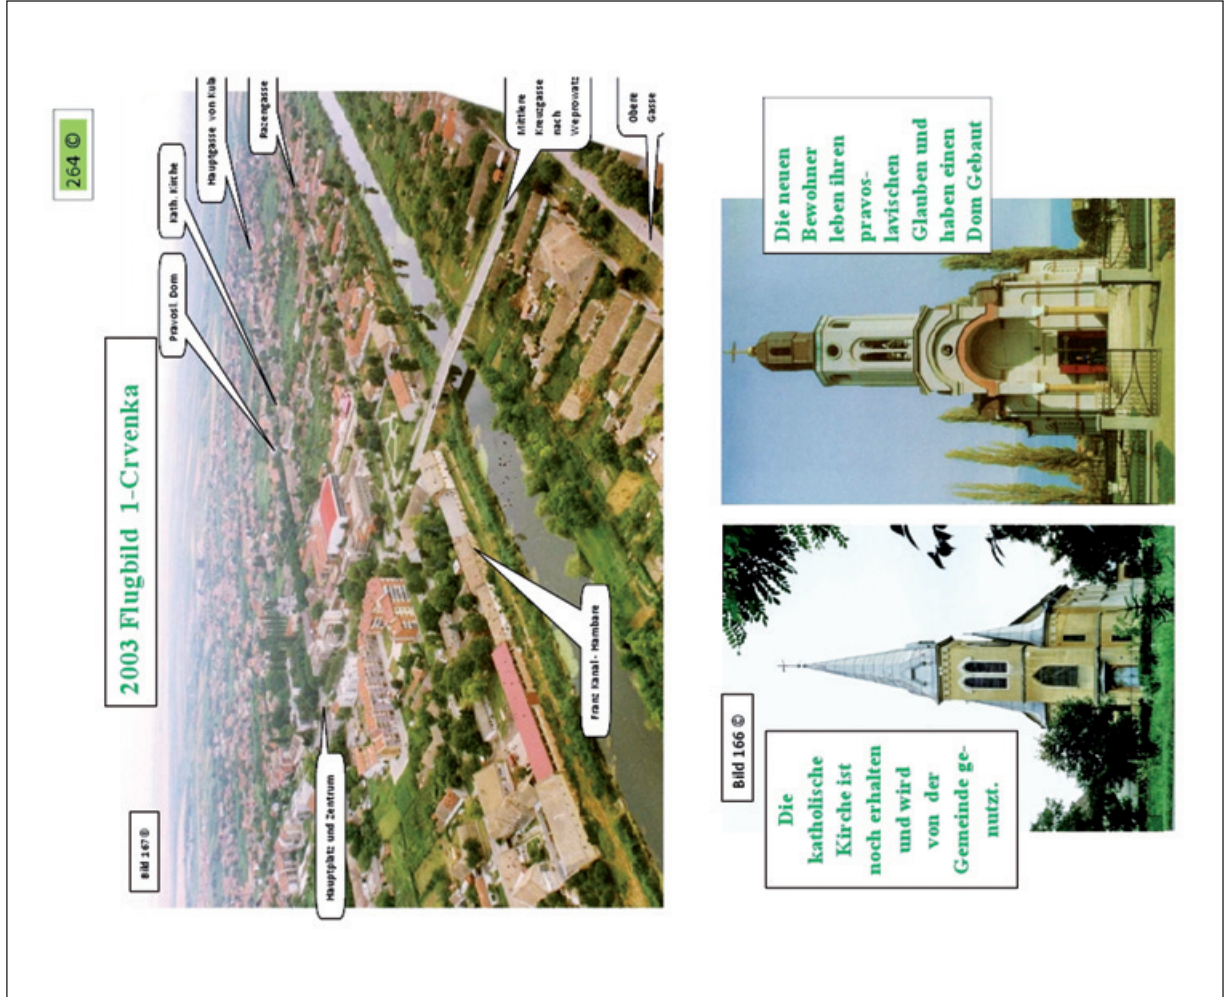 264 ©
2003 Flugbild 1-Crvenka
Bild 167 ©
Pravosl. Dom
Kath. Kirche
Hauptgasse von Kula
Razengasse
Mittlere
Kreuzgasse
nach
Weprowatz
Obere
Gasse
Hauptplatz und Zentrum
Franz Kanal - Hambare
Bild 166 ©
Die
katholische
Kirche ist
noch erhalten
und wird
von der
Gemeinde ge-
nutzt.
Die neuen
Bewohner
leben ihren
pravos-
lavischen
Glauben und
haben einen
Dom Gebaut